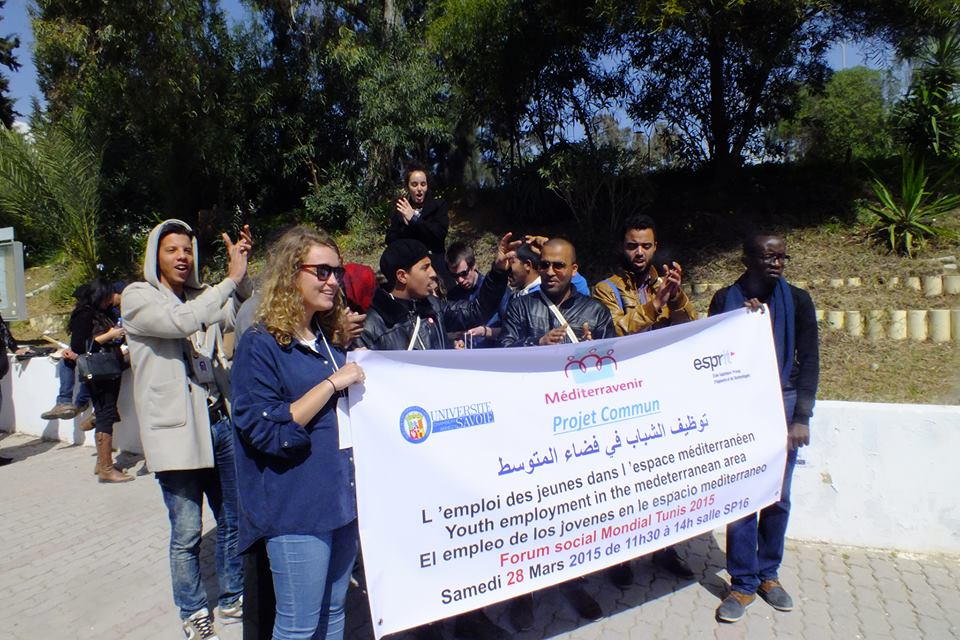 esprit
Méditerravenir
UNIVERSITE
SAVOIE
Projet Commun
توظيف الشباب في فضاء المتوسط
L 'emploi des jeunes dans l 'espace méditerranéen
Youth employment in the medeterranean area
El empleo de los jovenes en le espacio mediterraneo
Forum social Mondial Tunis 2015
Samedi 28 Mars 2015 de 11h30 à 14h salle SP16